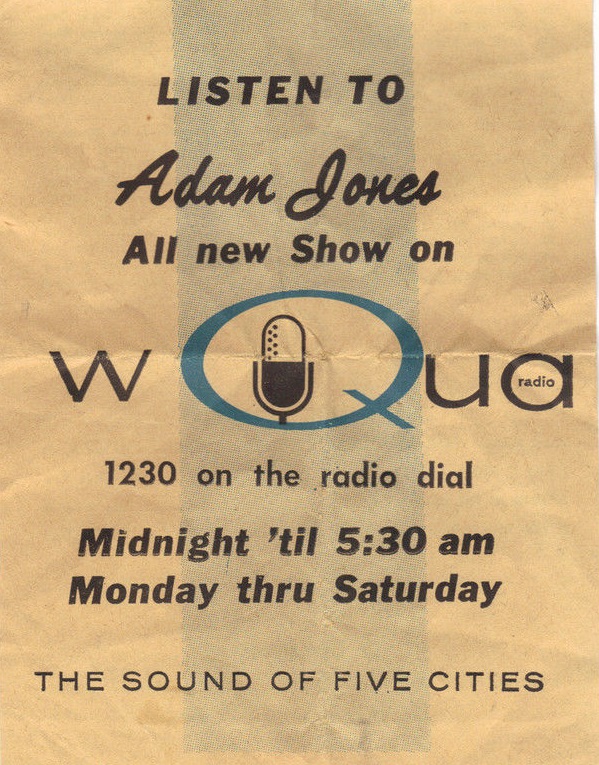 LISTEN TO
Adam Jones
All new Show on
wQua
radio
1230 on the radio dial
Midnight 'til 5:30 am
Monday thru Saturday
THE SOUND OF FIVE CITIES